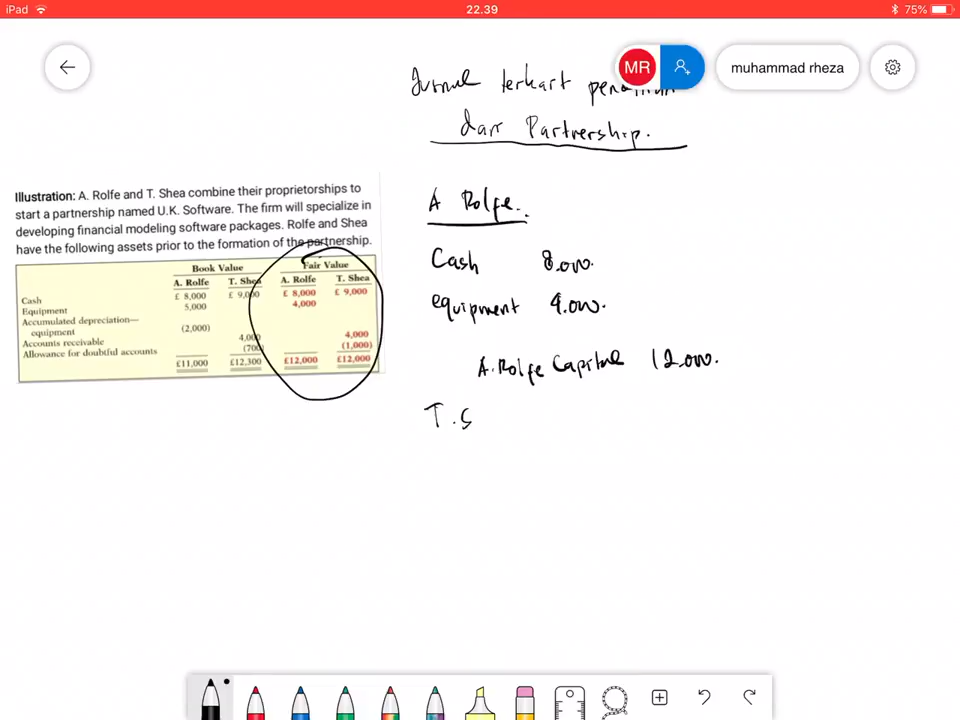 iPad 22.39 75%
MR muhammad rheza
Jurnal terkait
dari Partnership.
Illustration: A. Rolfe and T. Shea combine their proprietorships to
start a partnership named U.K. Software. The firm will specialize in
developing financial modeling software packages. Rolfe and Shea
have the following assets prior to the formation of the partnership.
Book Value Fair Value
A. Rolfe T. Shea A. Rolfe T. Shea
Cash £ 8,000 £ 9,000 £ 8,000 £ 9,000
Equipment 5,000 4,000
Accumulated depreciation—
equipment (2,000)
Accounts receivable 4,000 4,000
Allowance for doubtful accounts (700) (1,000)
£11,000 £12,300 £12,000 £12,000
A Rolfe.
Cash 8.000.
equipment 4.000.
A. Rolfe Capital 12.000.
T. S